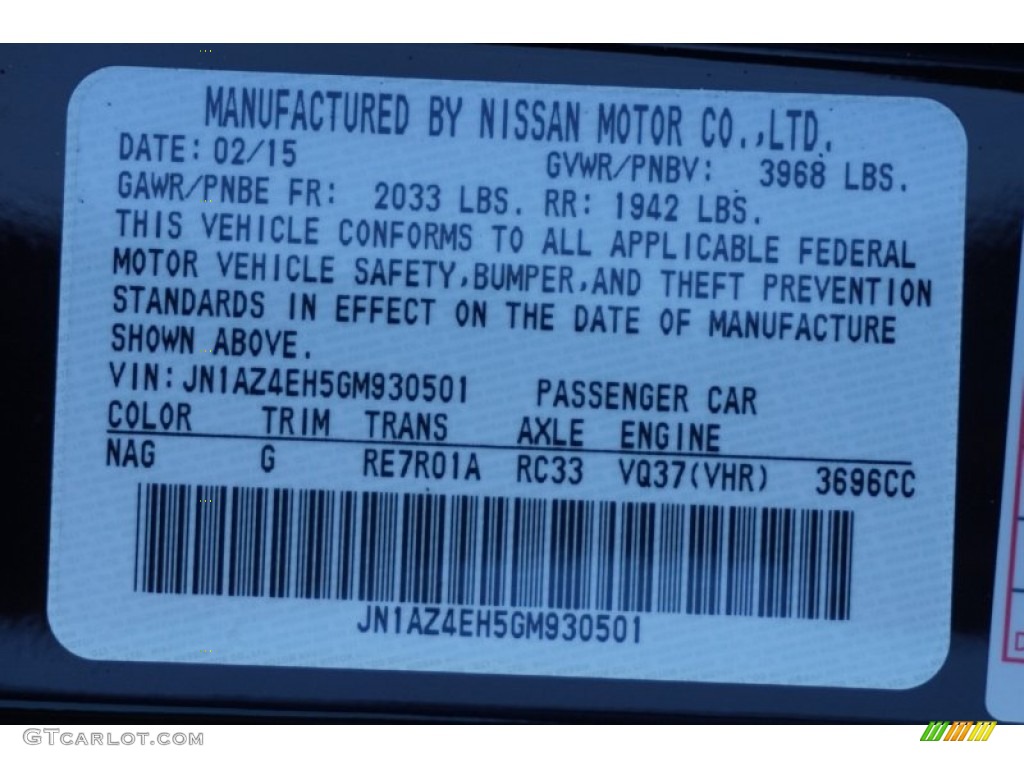 MANUFACTURED BY NISSAN MOTOR CO.,LTD.
DATE: 02/15 GVWR/PNBV: 3968 LBS.
GAWR/PNBE FR: 2033 LBS. RR: 1942 LBS.
THIS VEHICLE CONFORMS TO ALL APPLICABLE FEDERAL
MOTOR VEHICLE SAFETY,BUMPER,AND THEFT PREVENTION
STANDARDS IN EFFECT ON THE DATE OF MANUFACTURE
SHOWN ABOVE.
VIN: JN1AZ4EH5GM930501 PASSENGER CAR
COLOR TRIM TRANS AXLE ENGINE
NAG G RE7R01A RC33 VQ37(VHR) 3696CC
JN1AZ4EH5GM930501
GTCARLOT.COM